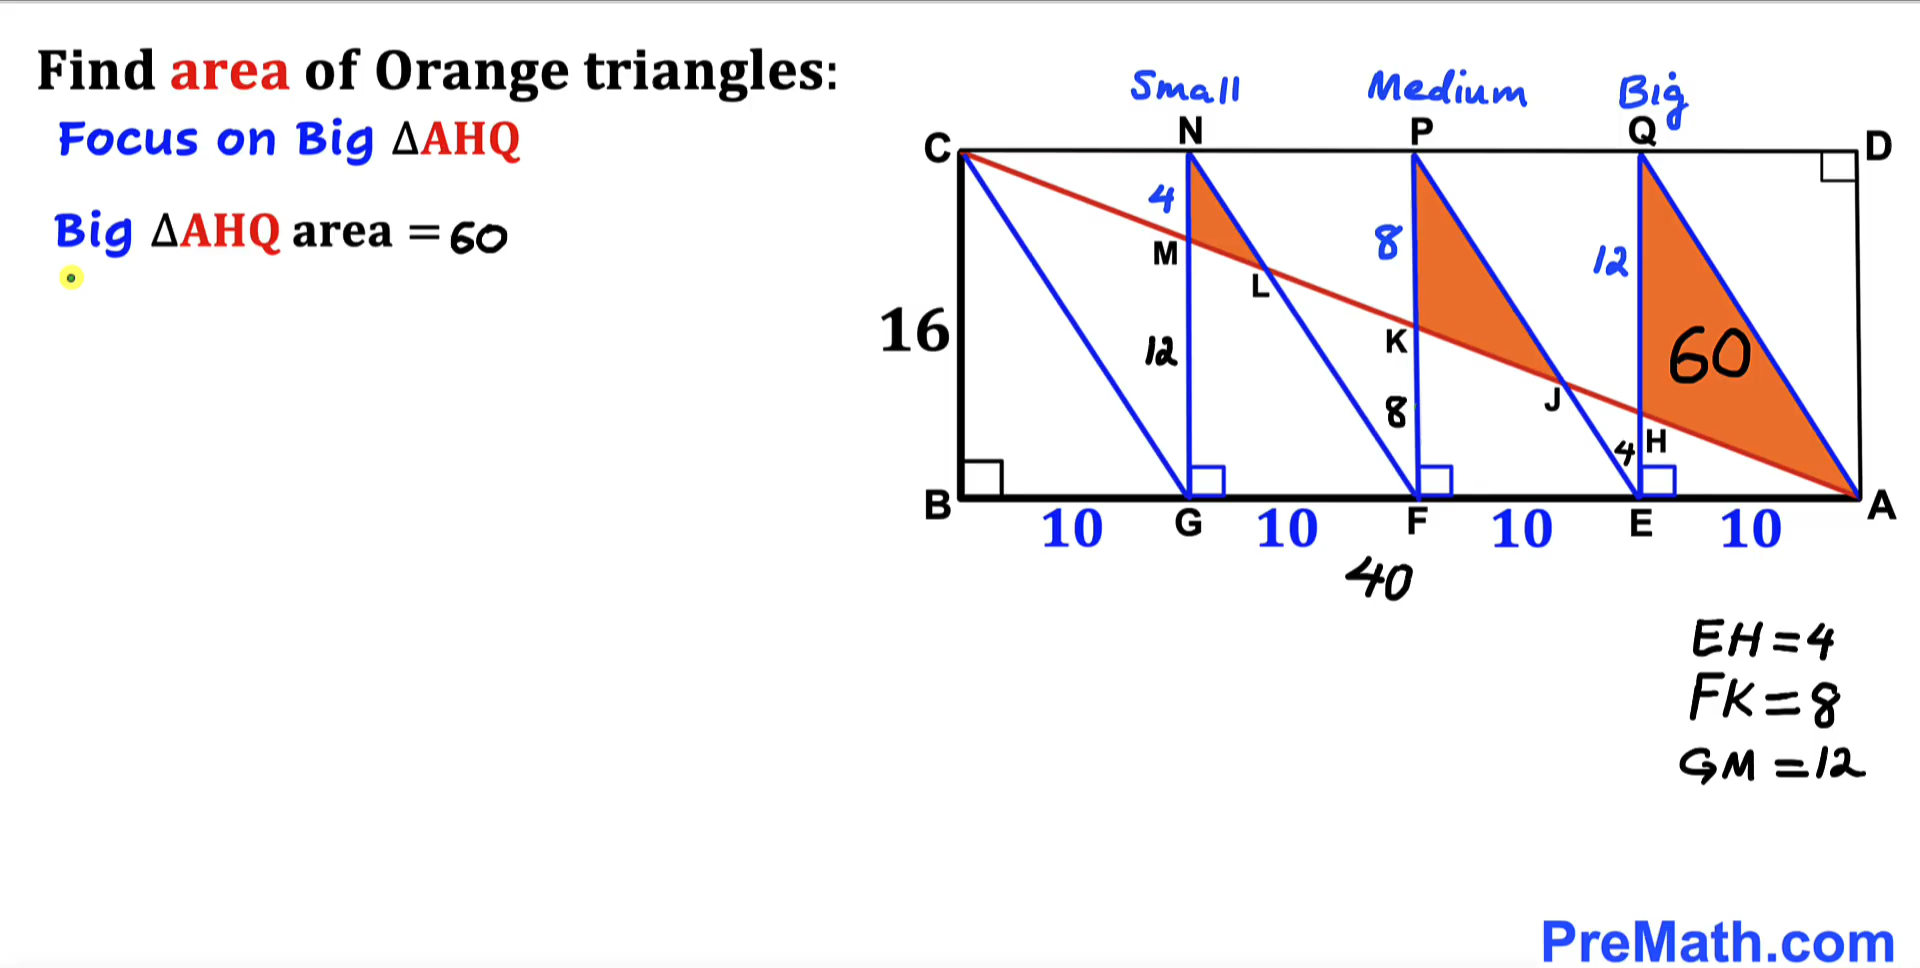 Find area of Orange triangles:
Focus on Big ΔAHQ
Big ΔAHQ area = 60
Small Medium Big
C N P Q D
4
M
8
12
L
16
12
K
60
8
J
4 H
B G F E A
10 10 10 10
40
EH = 4
FK = 8
GM = 12
PreMath.com